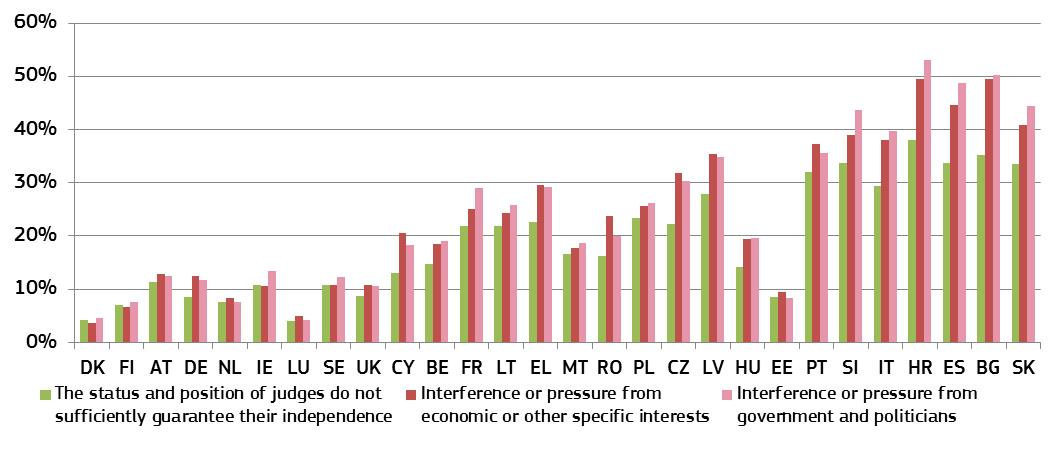 60%
50%
40%
30%
20%
10%
0%
DK FI AT DE NL IE LU SE UK CY BE FR LT EL MT RO PL CZ LV HU EE PT SI IT HR ES BG SK
The status and position of judges do not
sufficiently guarantee their independence
Interference or pressure from
economic or other specific interests
Interference or pressure from
government and politicians